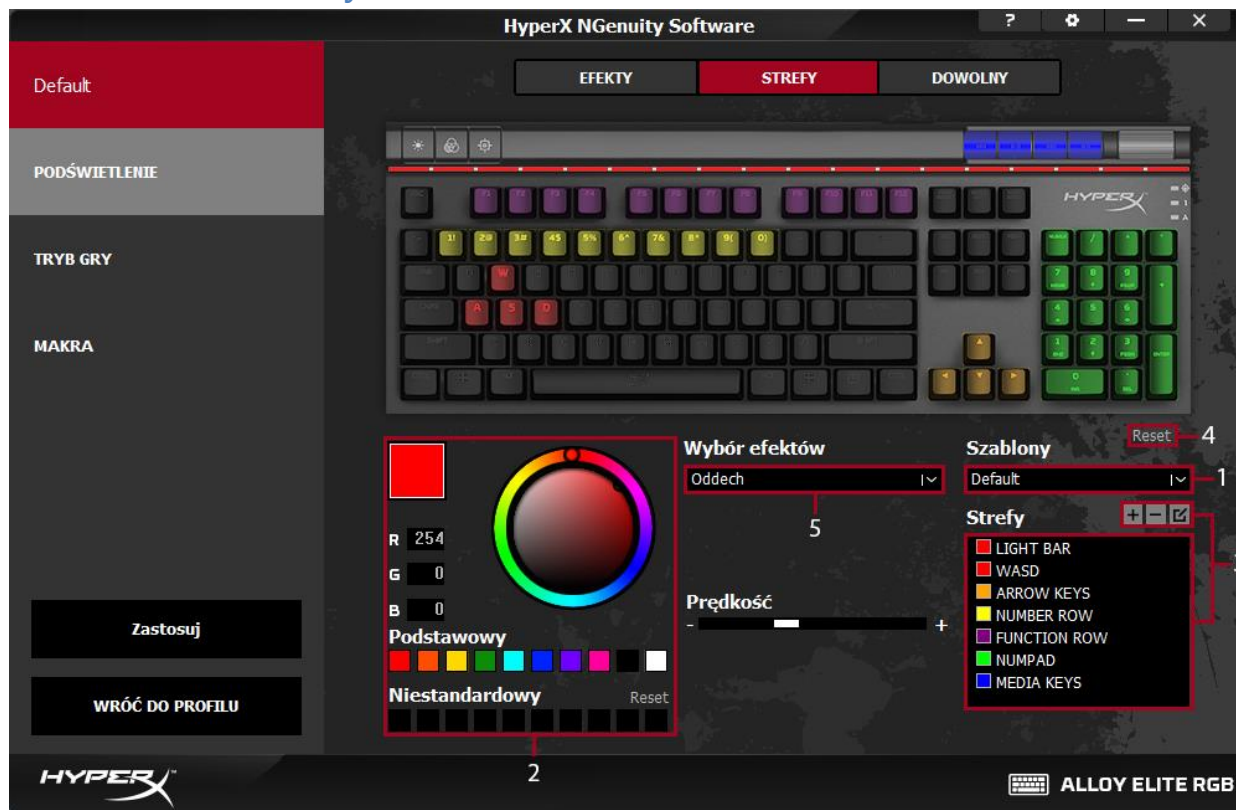 HyperX NGenuity Software
?
Default
EFEKTY
STREFY
DOWOLNY
PODŚWIETLENIE
TRYB GRY
MAKRA
HYPERX
W
A S D
Reset 4
Wybór efektów
Szablony
Oddech
Default
1
5
Strefy
LIGHT BAR
WASD
ARROW KEYS
NUMBER ROW
FUNCTION ROW
NUMPAD
MEDIA KEYS
R 254
G 0
B 0
Prędkość
- +
Podstawowy
Niestandardowy
Reset
2
Zastosuj
WRÓĆ DO PROFILU
HYPERX
ALLOY ELITE RGB